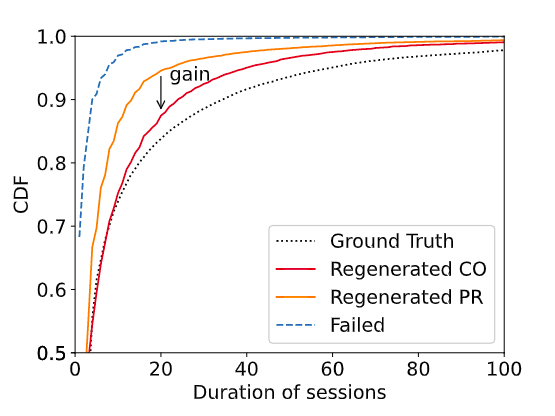 1.0
0.9
0.8
0.7
0.6
0.5
CDF
gain
Ground Truth
Regenerated CO
Regenerated PR
Failed
0 20 40 60 80 100
Duration of sessions